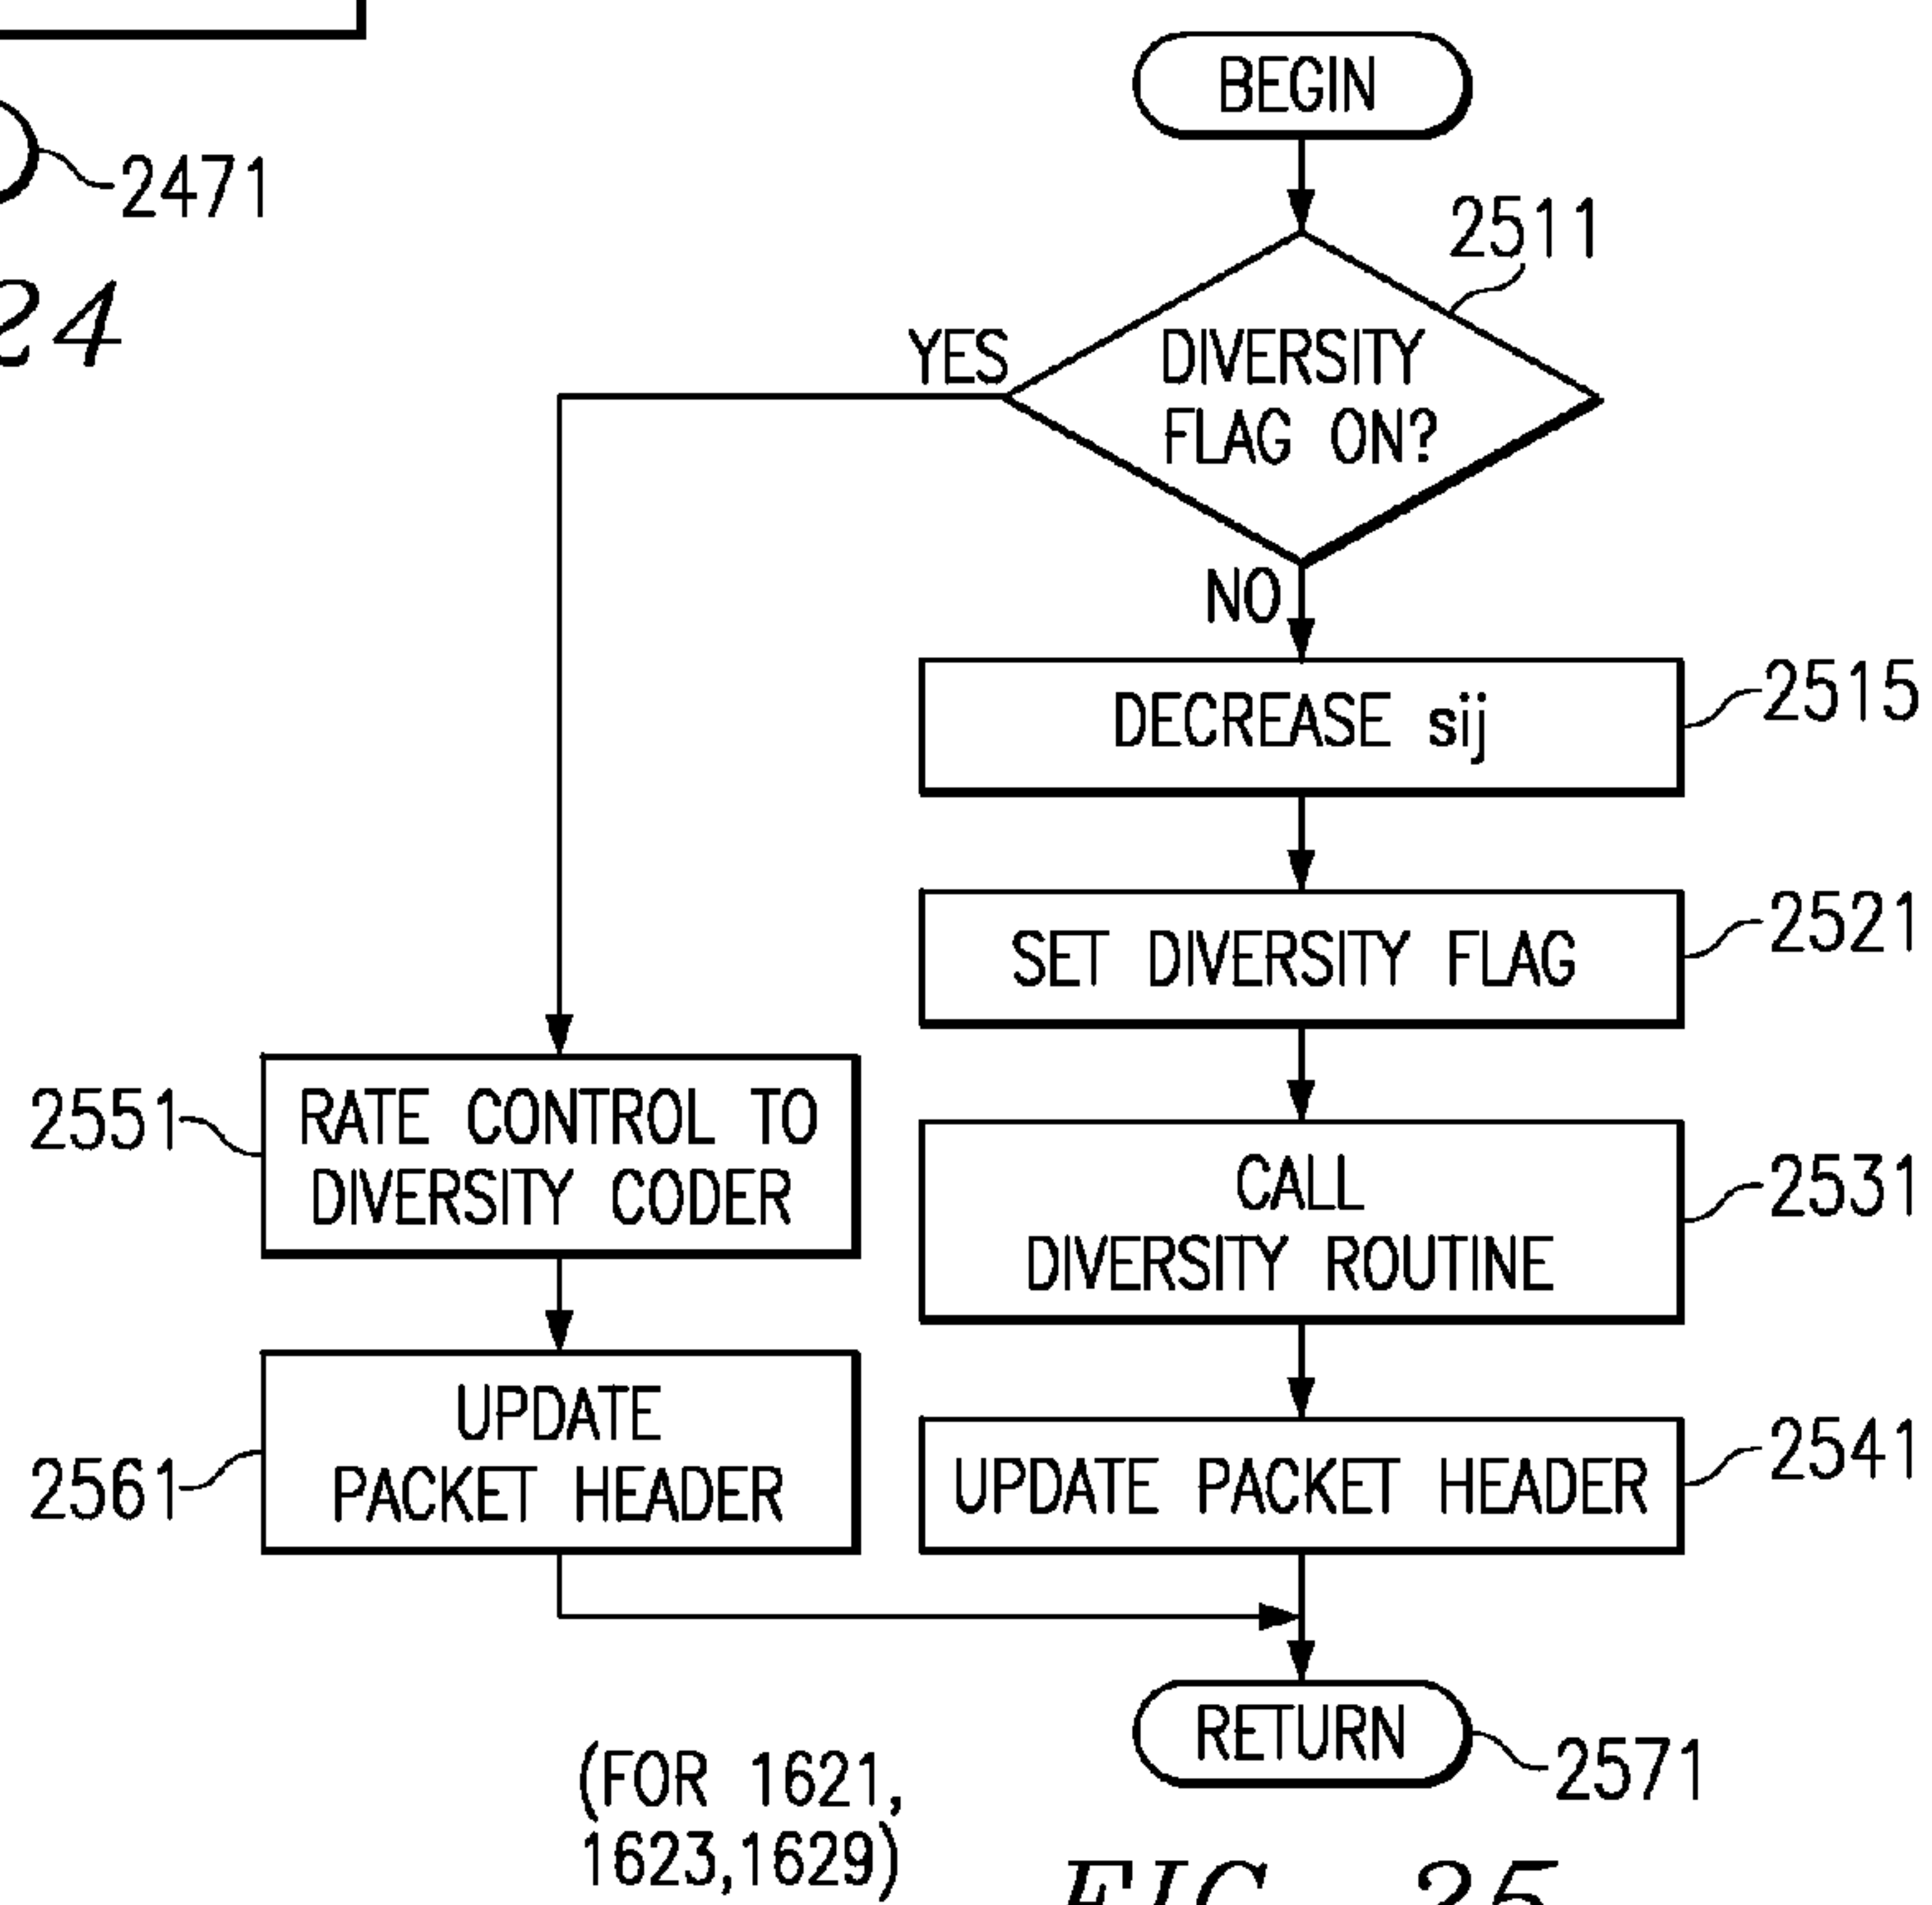 BEGIN
2471
2511
24
YES
DIVERSITY
FLAG ON?
NO
DECREASE sij
2515
SET DIVERSITY FLAG
2521
2551
RATE CONTROL TO
DIVERSITY CODER
CALL
DIVERSITY ROUTINE
2531
2561
UPDATE
PACKET HEADER
UPDATE PACKET HEADER
2541
RETURN
2571
(FOR 1621,
1623,1629)
FIG. 25